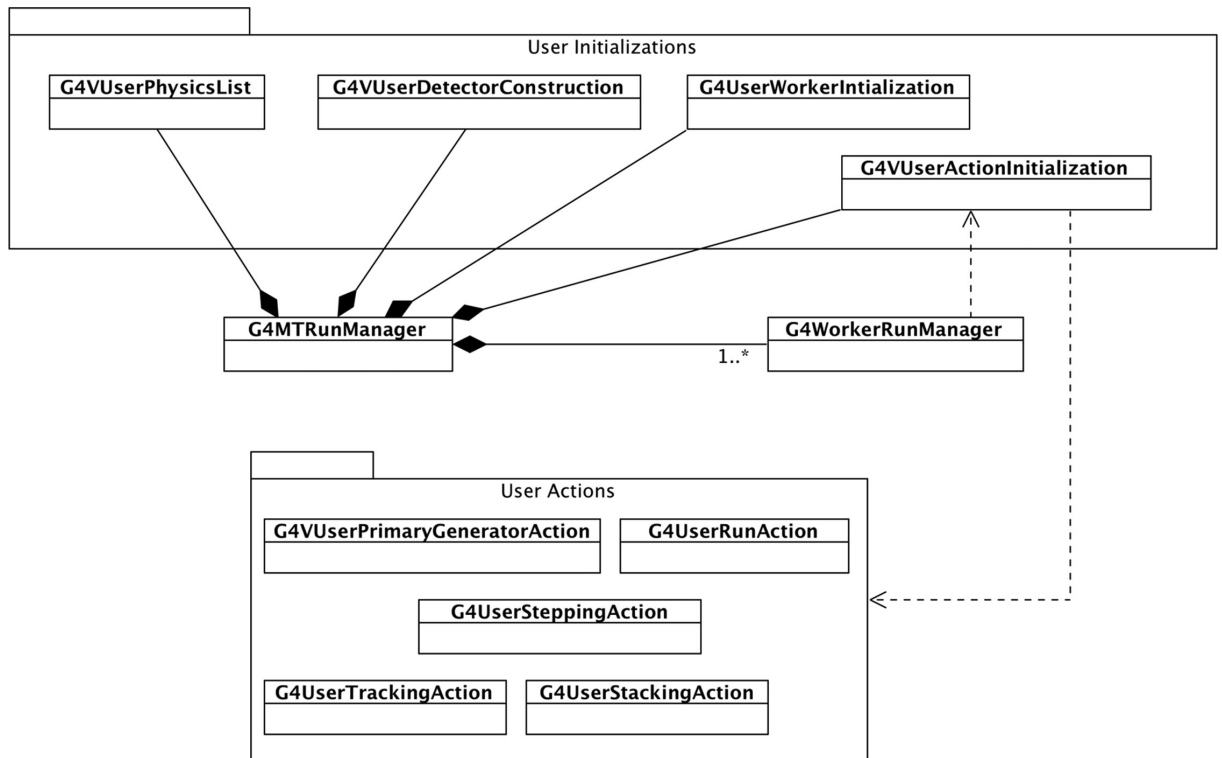 User Initializations
G4VUserPhysicsList
G4VUserDetectorConstruction
G4UserWorkerIntialization
G4VUserActionInitialization
G4MTRunManager
G4WorkerRunManager
1..*
User Actions
G4VUserPrimaryGeneratorAction
G4UserRunAction
G4UserSteppingAction
G4UserTrackingAction
G4UserStackingAction